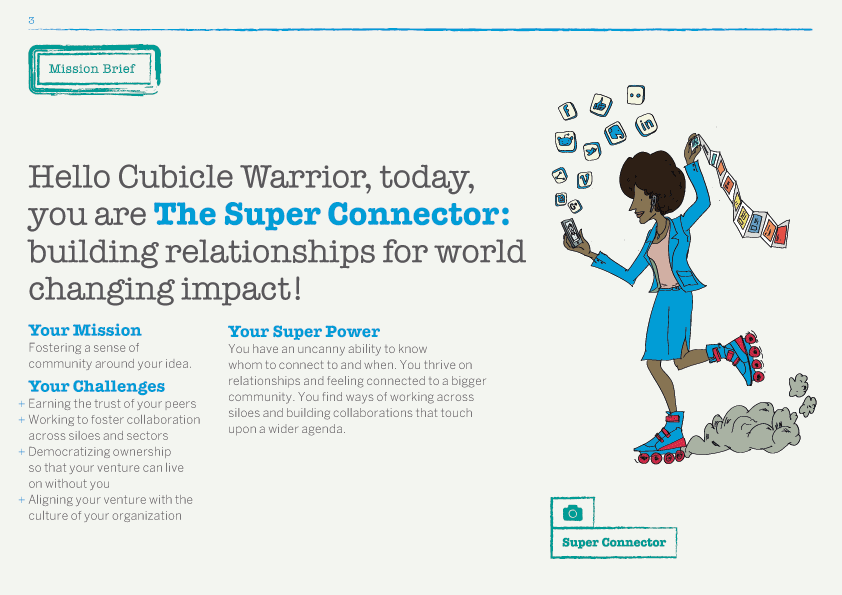 3
Mission Brief
Hello Cubicle Warrior, today,
you are The Super Connector:
building relationships for world
changing impact!
Your Mission
Fostering a sense of
community around your idea.
Your Challenges
+ Earning the trust of your peers
+ Working to foster collaboration
across siloes and sectors
+ Democratizing ownership
so that your venture can live
on without you
+ Aligning your venture with the
culture of your organization
Your Super Power
You have an uncanny ability to know
whom to connect to and when. You thrive on
relationships and feeling connected to a bigger
community. You find ways of working across
siloes and building collaborations that touch
upon a wider agenda.
f
in
Super Connector